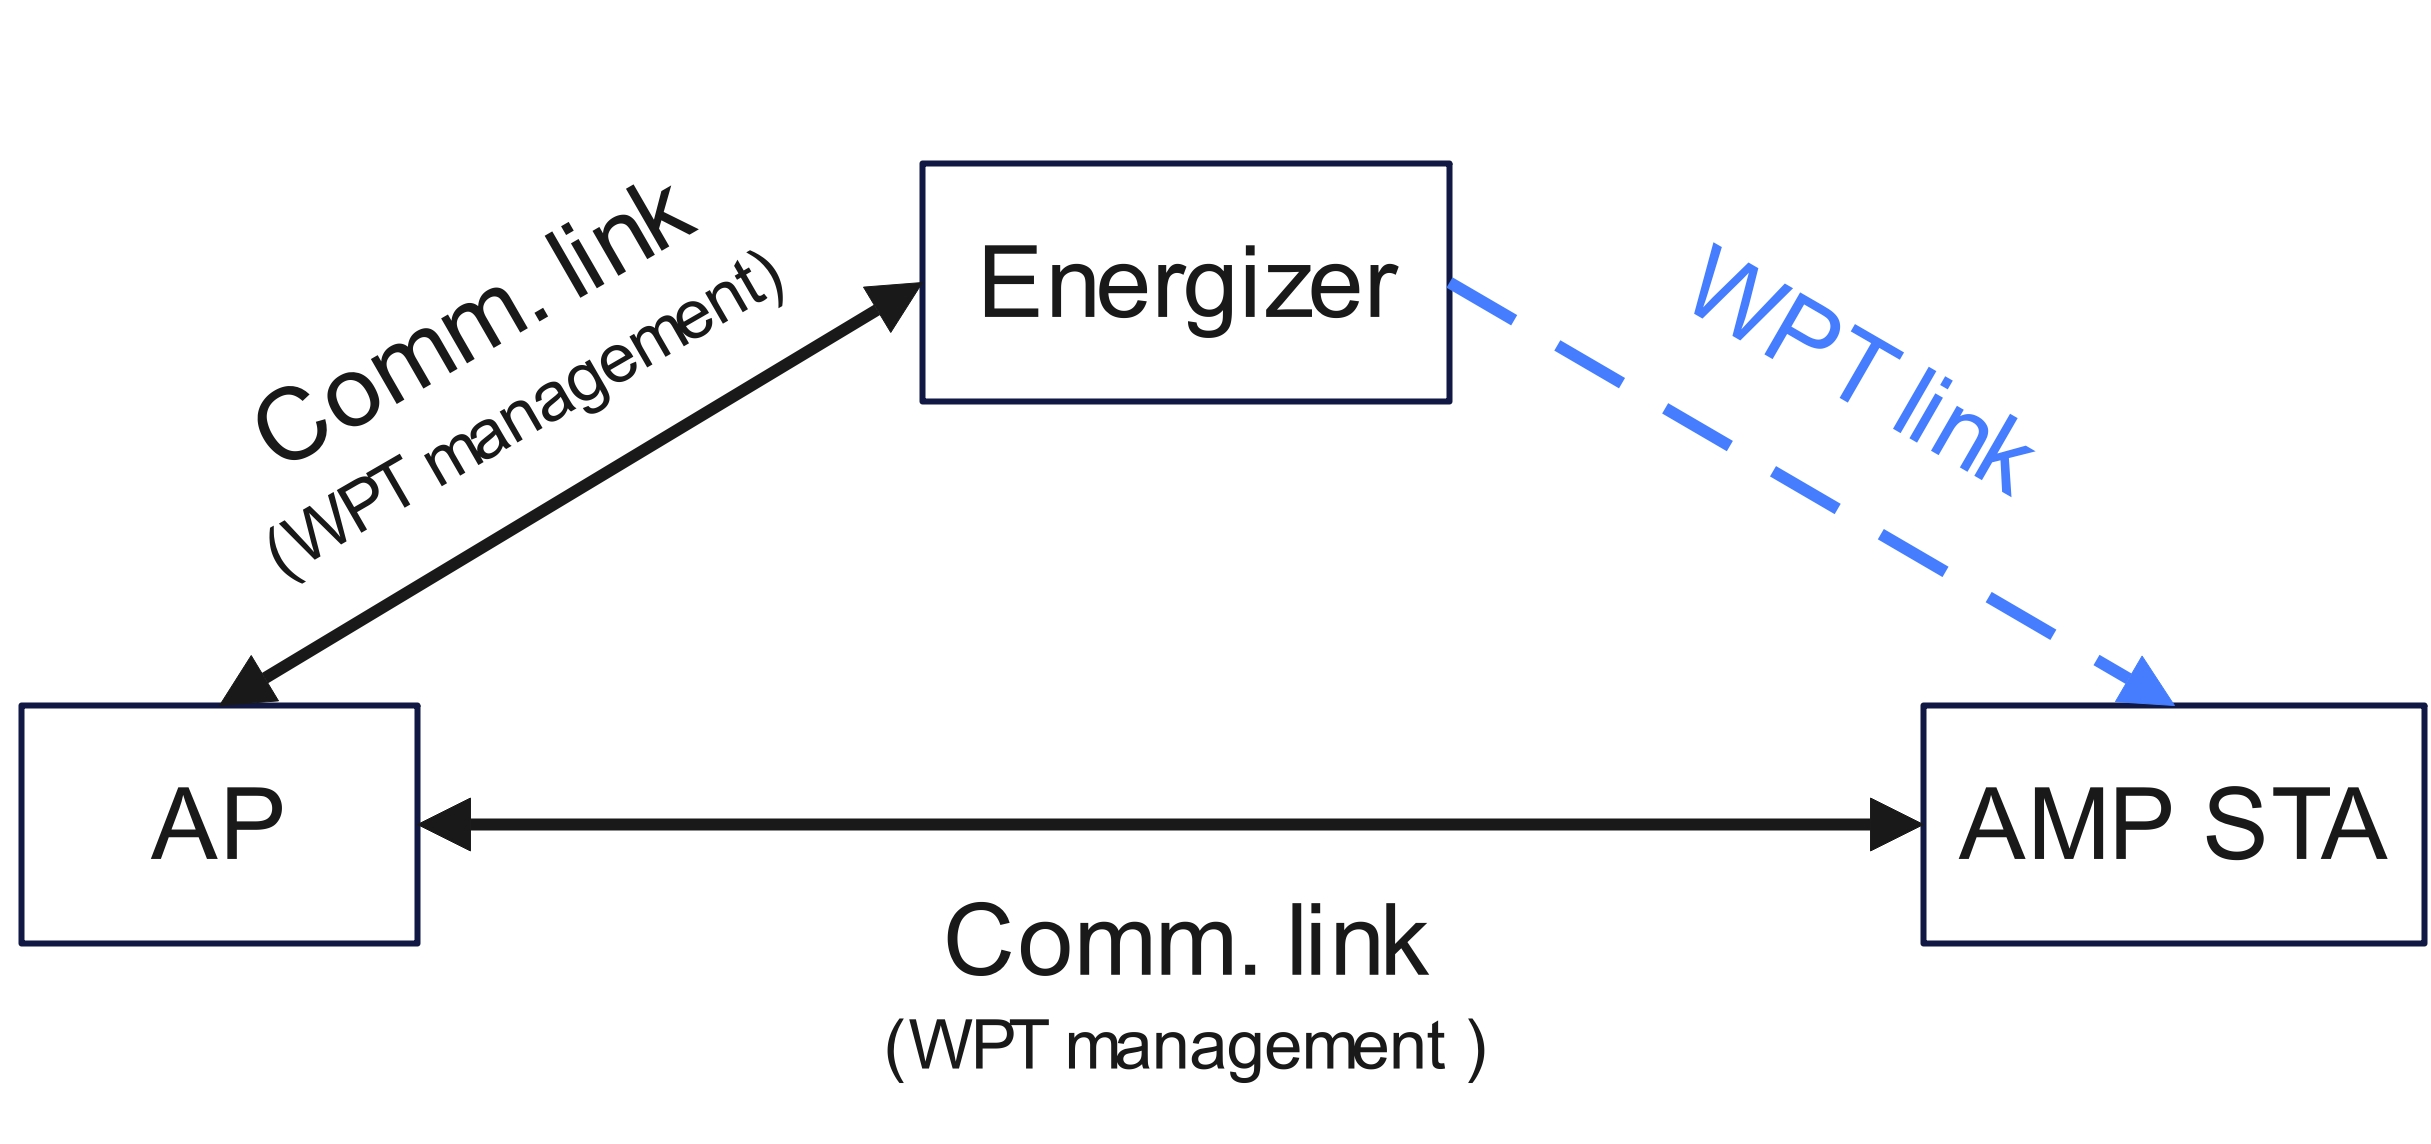 Comm. link
(WPT management)
Energizer
WPT link
AP
AMP STA
Comm. link
(WPT management )